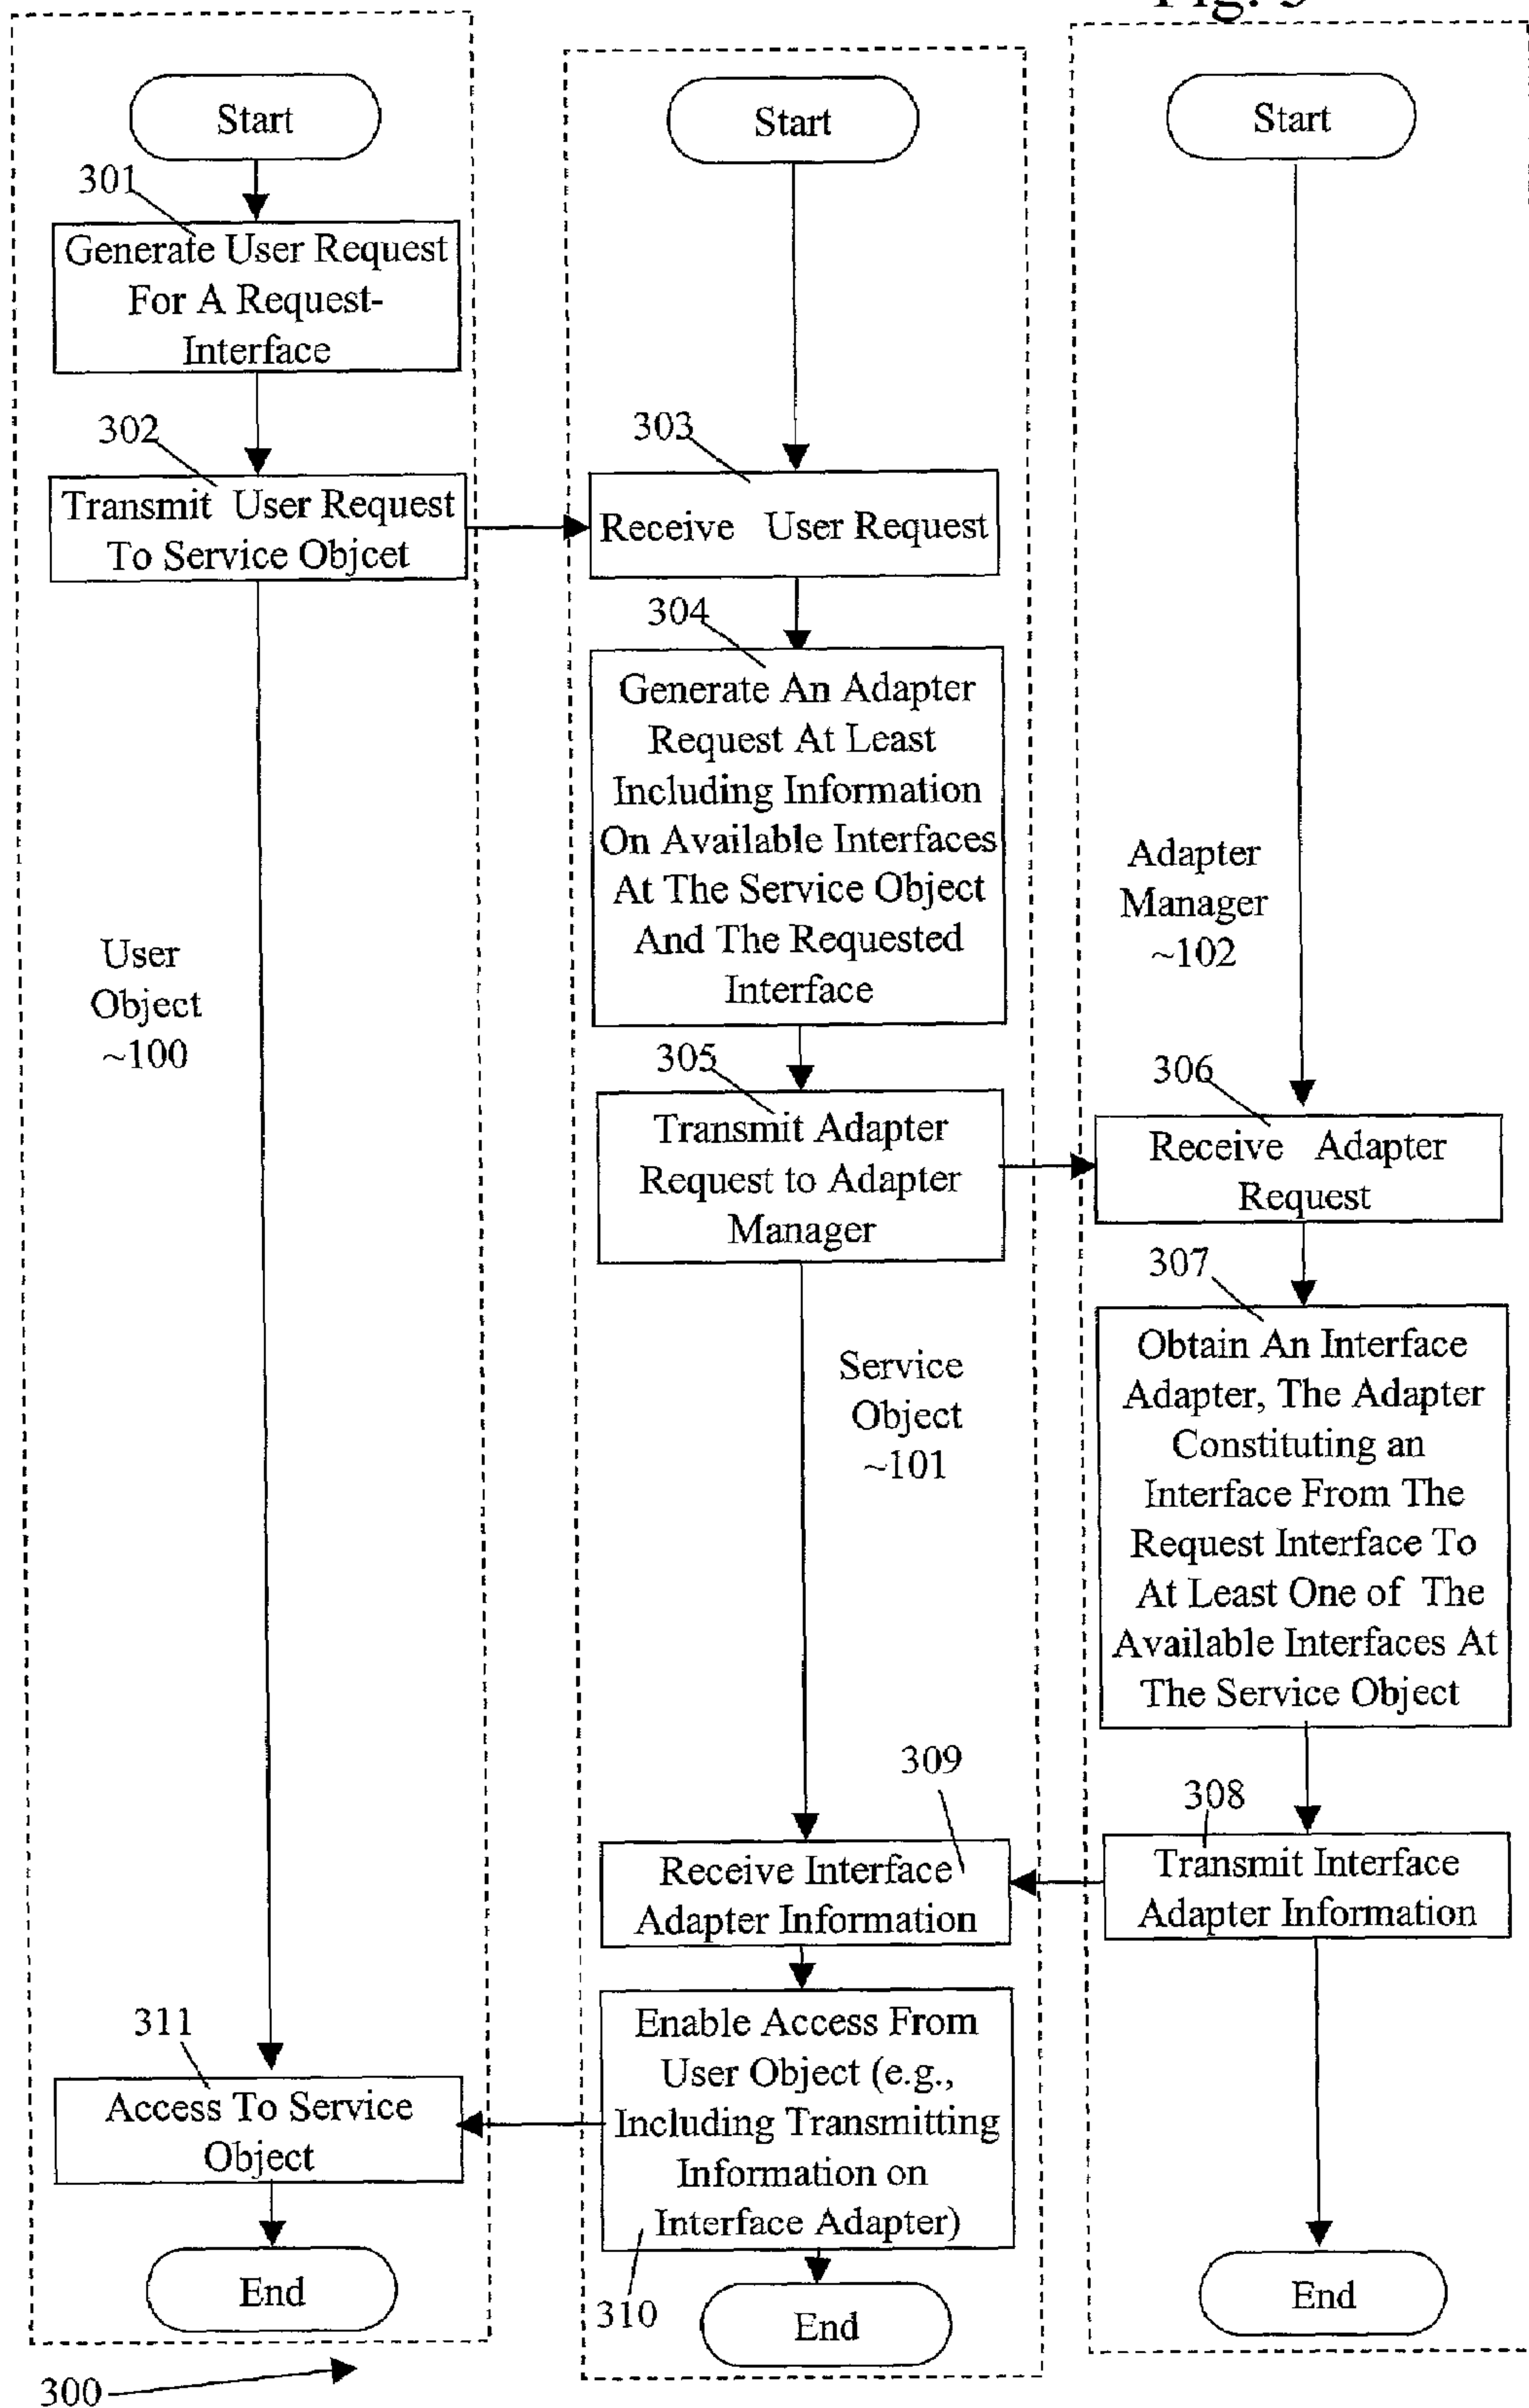 Start
301
Generate User Request
For A Request-
Interface
302
Transmit User Request
To Service Objcet
User
Object
~100
311
Access To Service
Object
End
300
Start
303
Receive User Request
304
Generate An Adapter
Request At Least
Including Information
On Available Interfaces
At The Service Object
And The Requested
Interface
305
Transmit Adapter
Request to Adapter
Manager
Service
Object
~101
309
Receive Interface
Adapter Information
Enable Access From
User Object (e.g.,
Including Transmitting
Information on
Interface Adapter)
310
End
Start
Adapter
Manager
~102
306
Receive Adapter
Request
307
Obtain An Interface
Adapter, The Adapter
Constituting an
Interface From The
Request Interface To
At Least One of The
Available Interfaces At
The Service Object
308
Transmit Interface
Adapter Information
End